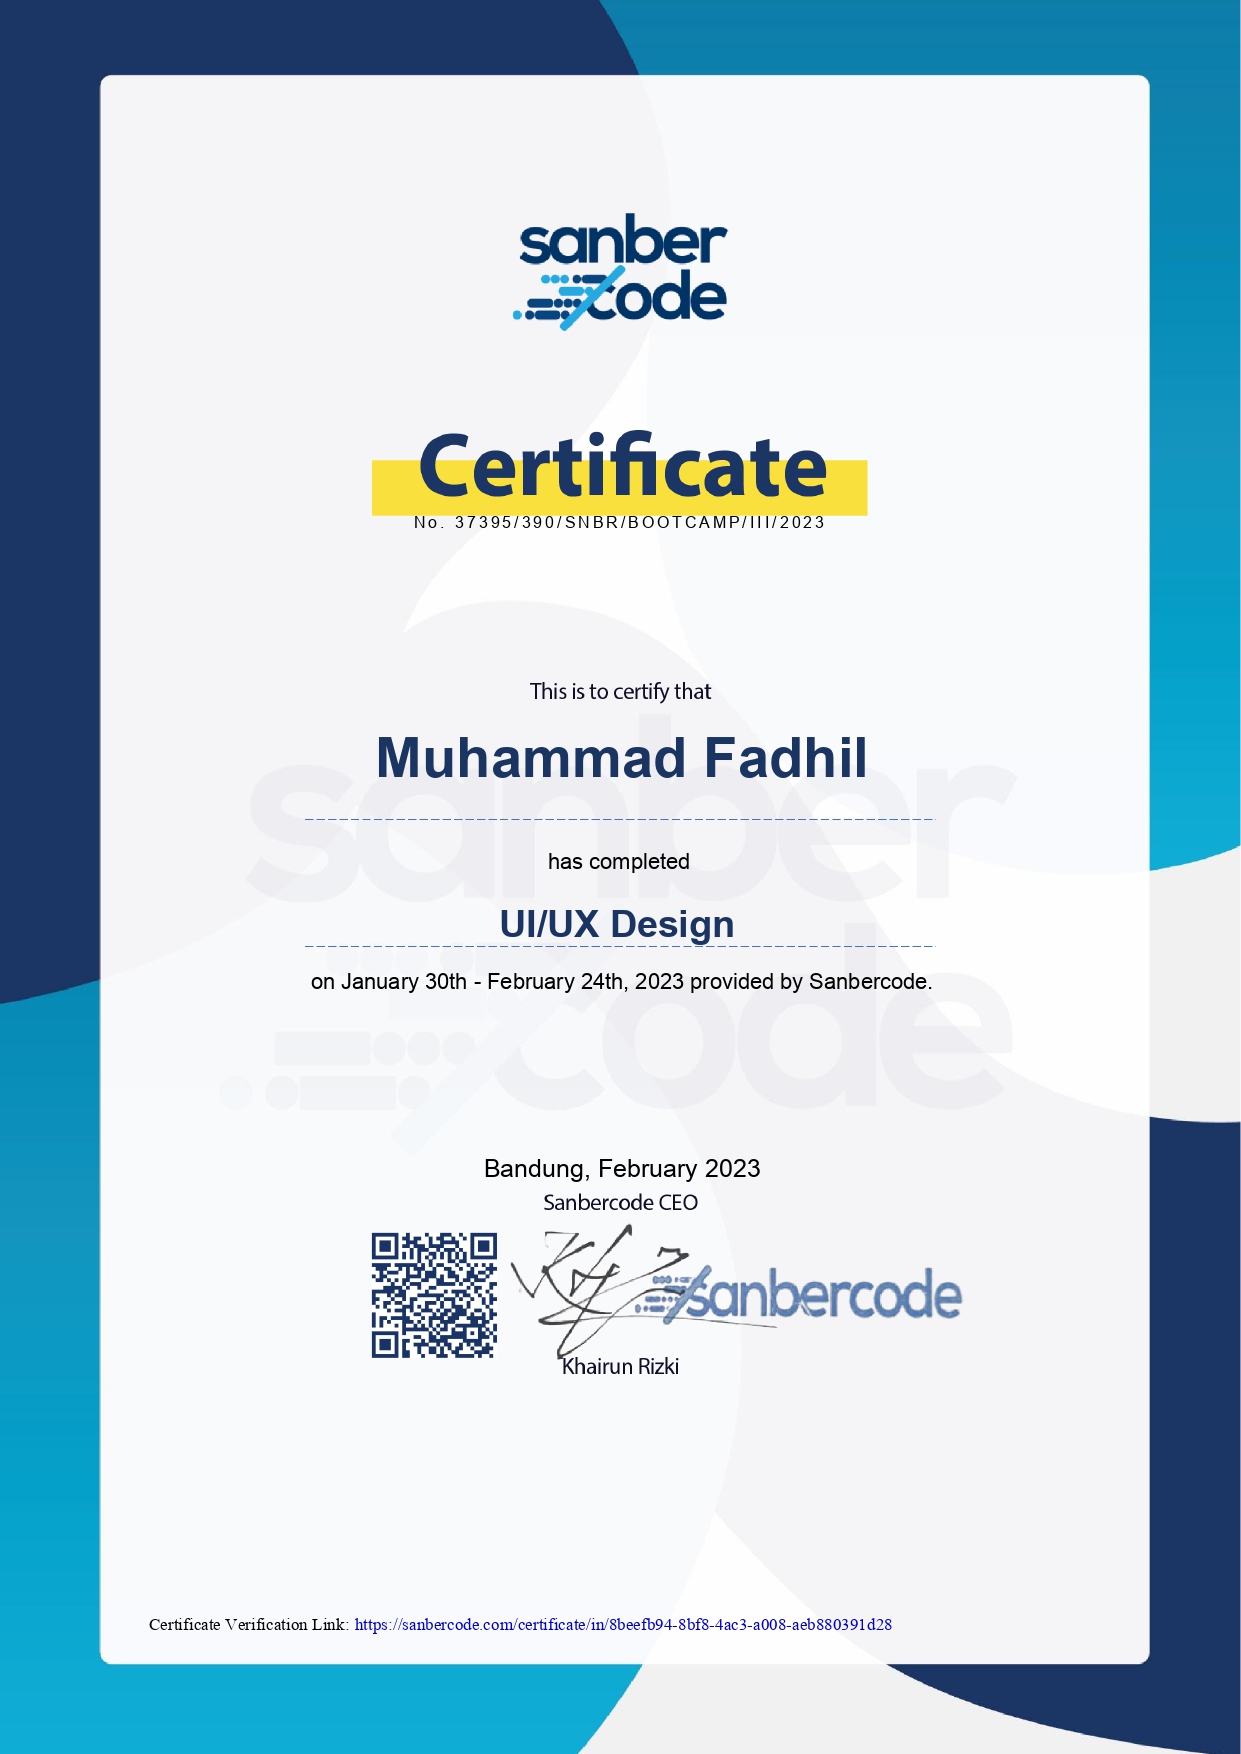 sanber
code
Certificate
No. 37395/390/SNBR/BOOTCAMP/III/2023
This is to certify that
Muhammad Fadhil
has completed
UI/UX Design
on January 30th - February 24th, 2023 provided by Sanbercode.
sanber
code
Bandung, February 2023
Sanbercode CEO
sanbercode
Khairun Rizki
Certificate Verification Link: https://sanbercode.com/certificate/in/8beefb94-8bf8-4ac3-a008-aeb880391d28